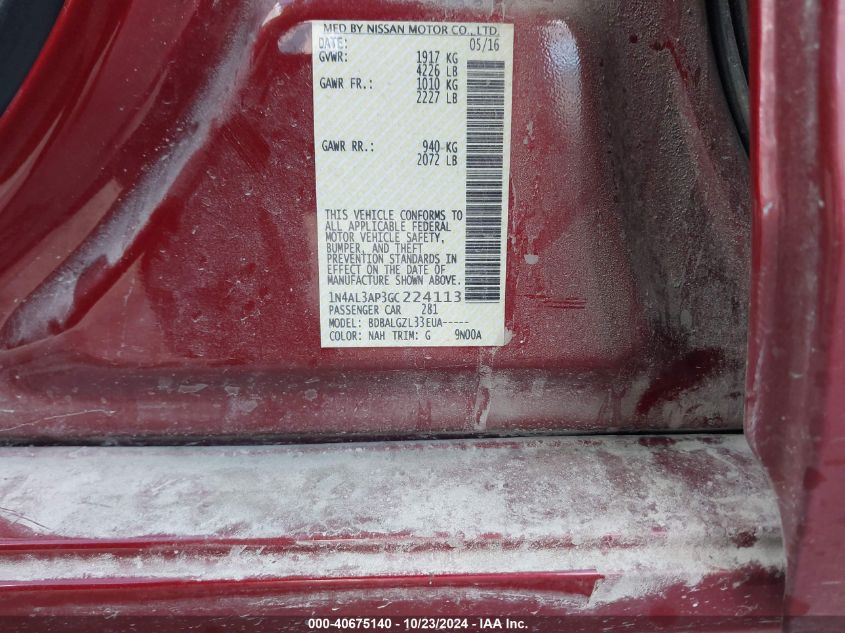 MFD BY NISSAN MOTOR CO., LTD.
DATE: 05/16
GVWR: 1917 KG
4226 LB
GAWR FR.: 1010 KG
2227 LB
GAWR RR.: 940 KG
2072 LB
THIS VEHICLE CONFORMS TO
ALL APPLICABLE FEDERAL
MOTOR VEHICLE SAFETY,
BUMPER, AND THEFT
PREVENTION STANDARDS IN
EFFECT ON THE DATE OF
MANUFACTURE SHOWN ABOVE.
1N4AL3AP3GC224113
PASSENGER CAR 281
MODEL: BDBALGZL33EUA-----
COLOR: NAH TRIM: G 9N00A
000-40675140 - 10/23/2024 - IAA Inc.